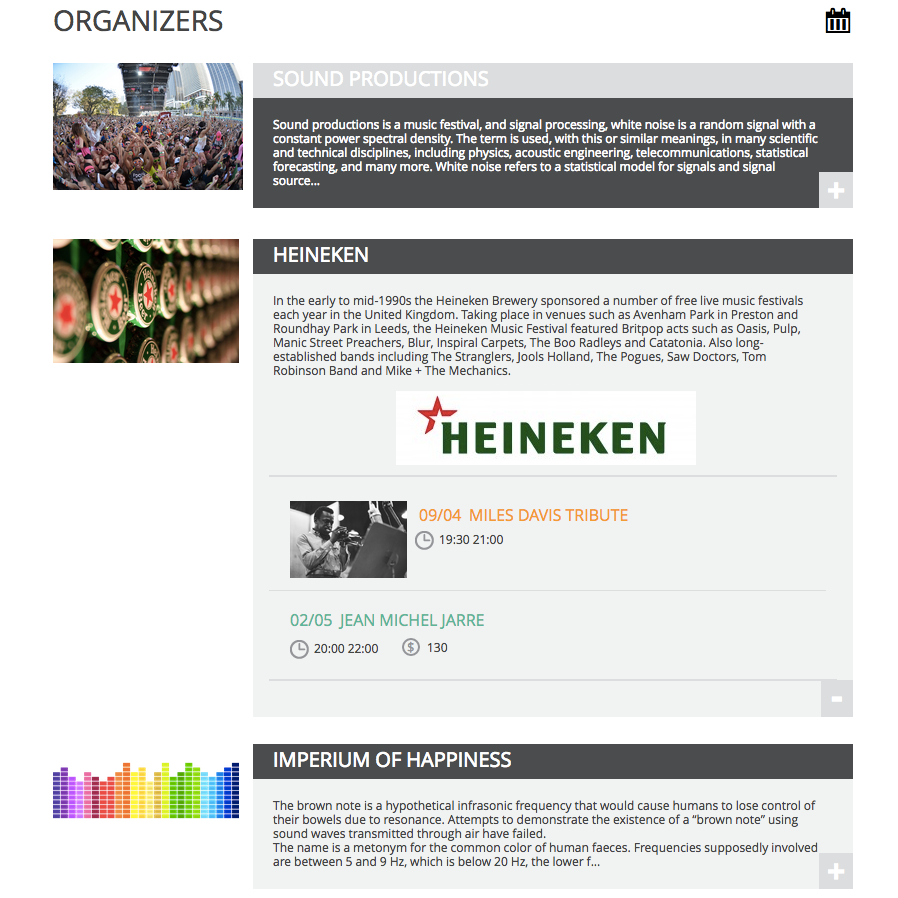 ORGANIZERS
SOUND PRODUCTIONS
Sound productions is a music festival, and signal processing, white noise is a random signal with a
constant power spectral density. The term is used, with this or similar meanings, in many scientific
and technical disciplines, including physics, acoustic engineering, telecommunications, statistical
forecasting, and many more. White noise refers to a statistical model for signals and signal
source...
+
HEINEKEN
In the early to mid-1990s the Heineken Brewery sponsored a number of free live music festivals
each year in the United Kingdom. Taking place in venues such as Avenham Park in Preston and
Roundhay Park in Leeds, the Heineken Music Festival featured Britpop acts such as Oasis, Pulp,
Manic Street Preachers, Blur, Inspiral Carpets, The Boo Radleys and Catatonia. Also long-
established bands including The Stranglers, Jools Holland, The Pogues, Saw Doctors, Tom
Robinson Band and Mike + The Mechanics.
HEINEKEN
09/04 MILES DAVIS TRIBUTE
19:30 21:00
02/05 JEAN MICHEL JARRE
20:00 22:00 $ 130
-
IMPERIUM OF HAPPINESS
The brown note is a hypothetical infrasonic frequency that would cause humans to lose control of
their bowels due to resonance. Attempts to demonstrate the existence of a “brown note” using
sound waves transmitted through air have failed.
The name is a metonym for the common color of human faeces. Frequencies supposedly involved
are between 5 and 9 Hz, which is below 20 Hz, the lower f...
+